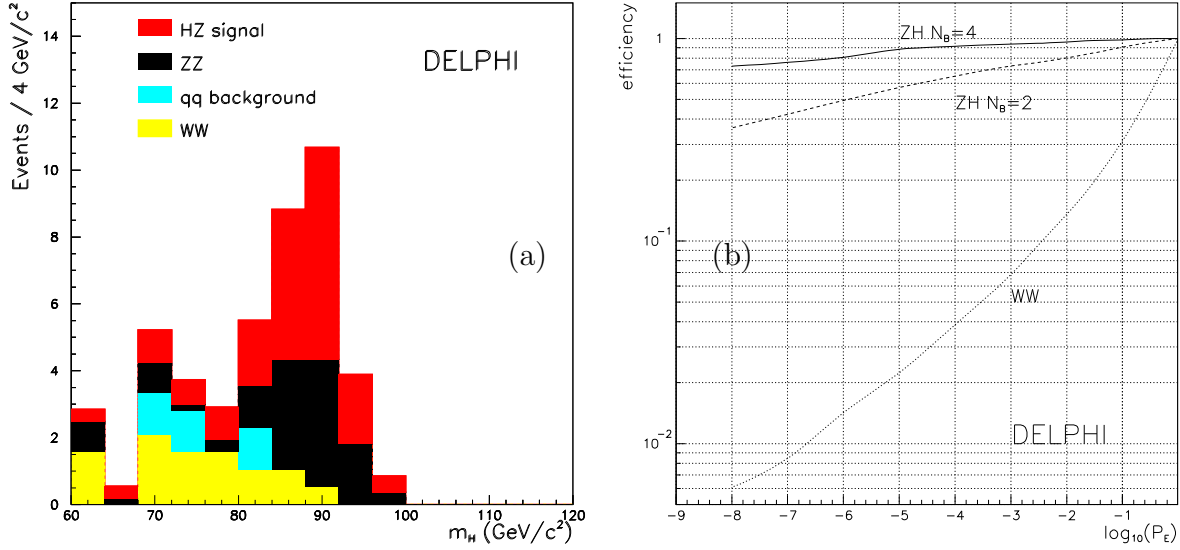 Events / 4 GeV/c²
14
12
10
8
6
4
2
0
HZ signal
ZZ
qq background
WW
DELPHI
(a)
60 70 80 90 100 110 120
m_H (GeV/c²)
efficiency
1
10⁻¹
10⁻²
ZH N_B=4
ZH N_B=2
(b)
WW
DELPHI
-9 -8 -7 -6 -5 -4 -3 -2 -1
log₁₀(P_E)